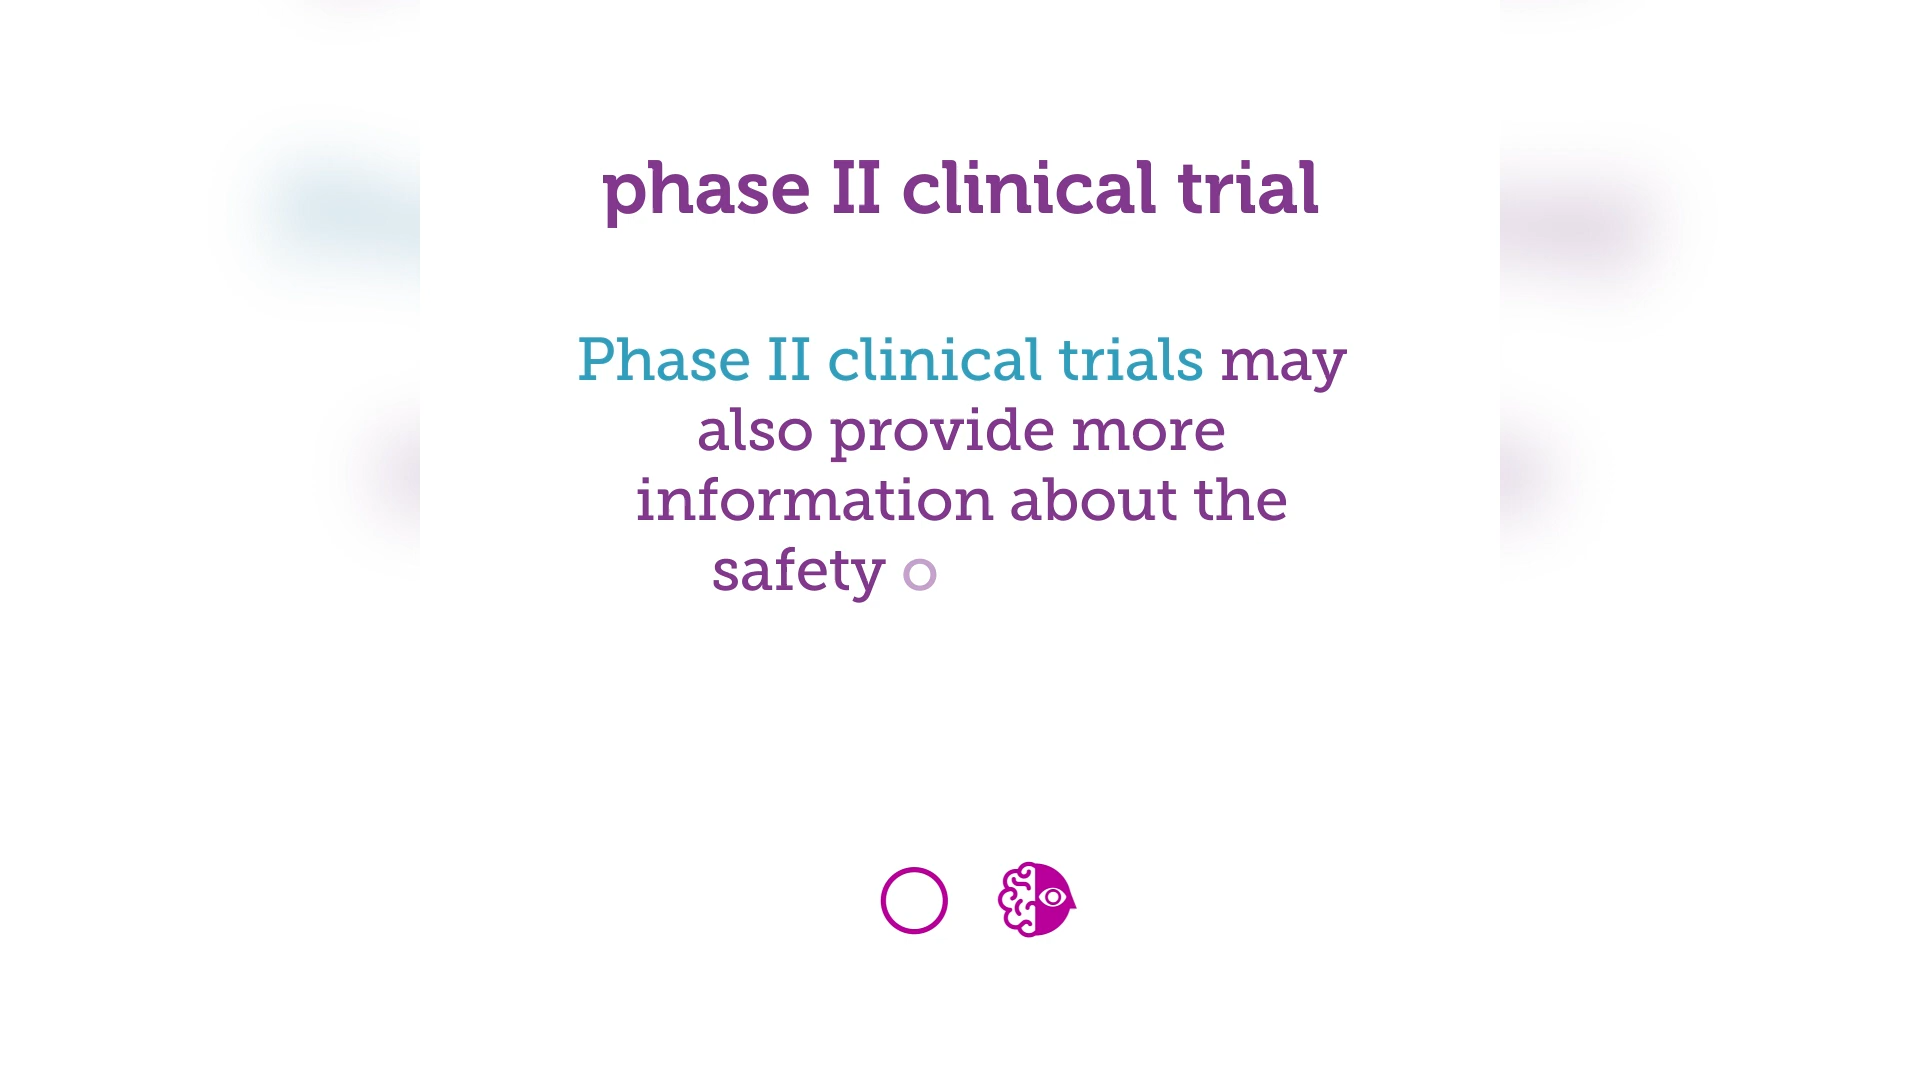 phase II clinical trial
Phase II clinical trials may
also provide more
information about the
safety o